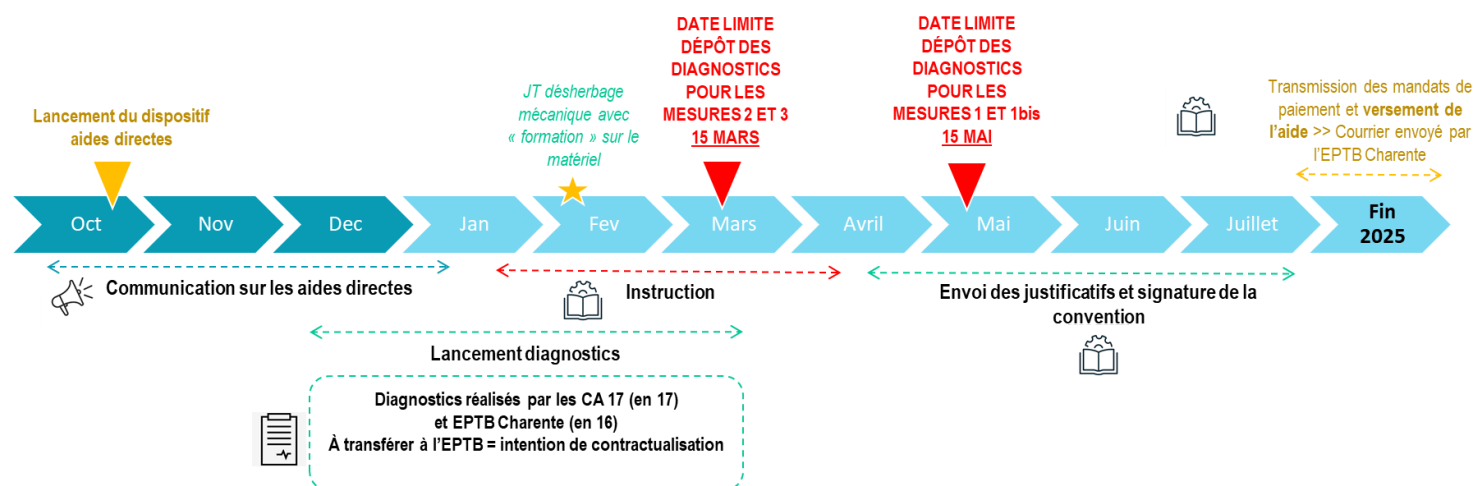 Lancement du dispositif
aides directes
JT désherbage
mécanique avec
« formation » sur le
matériel
DATE LIMITE
DÉPÔT DES
DIAGNOSTICS
POUR LES
MESURES 2 ET 3
15 MARS
DATE LIMITE
DÉPÔT DES
DIAGNOSTICS
POUR LES
MESURES 1 ET 1bis
15 MAI
Transmission des mandats de
paiement et versement de
l'aide >> Courrier envoyé par
l'EPTB Charente
Oct
Nov
Dec
Jan
Fev
Mars
Avril
Mai
Juin
Juillet
Fin
2025
Communication sur les aides directes
Instruction
Envoi des justificatifs et signature de la
convention
Lancement diagnostics
Diagnostics réalisés par les CA 17 (en 17)
et EPTB Charente (en 16)
À transférer à l'EPTB = intention de contractualisation